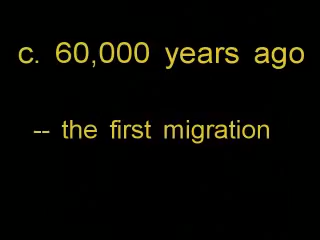 c. 60,000 years ago
-- the first migration